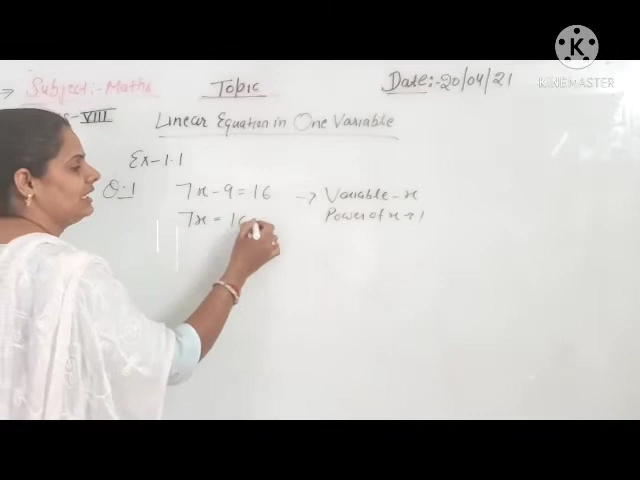 Subject:- Maths
Topic
Date:- 20/04/21
s-VIII
Linear Equation in One Variable
Ex-1.1
Q.1
7x - 9 = 16
→ Variable - x
7x = 16
Power of x → 1
K
KINEMASTER